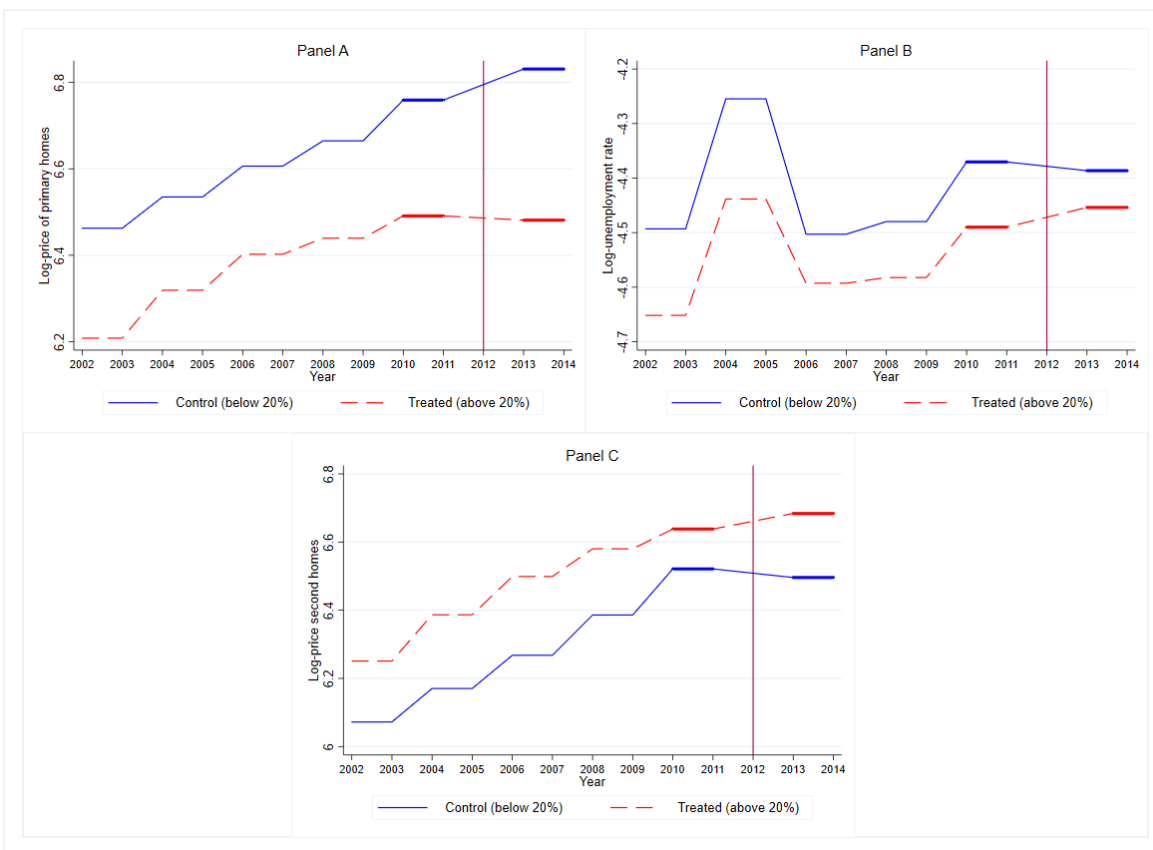 Panel A
Log-price of primary homes
6.8
6.6
6.4
6.2
2002 2003 2004 2005 2006 2007 2008 2009 2010 2011 2012 2013 2014
Year
Control (below 20%) Treated (above 20%)
Panel B
Log-unemployment rate
-4.2
-4.3
-4.4
-4.5
-4.6
-4.7
2002 2003 2004 2005 2006 2007 2008 2009 2010 2011 2012 2013 2014
Year
Control (below 20%) Treated (above 20%)
Panel C
Log-price second homes
6.8
6.6
6.4
6.2
6
2002 2003 2004 2005 2006 2007 2008 2009 2010 2011 2012 2013 2014
Year
Control (below 20%) Treated (above 20%)